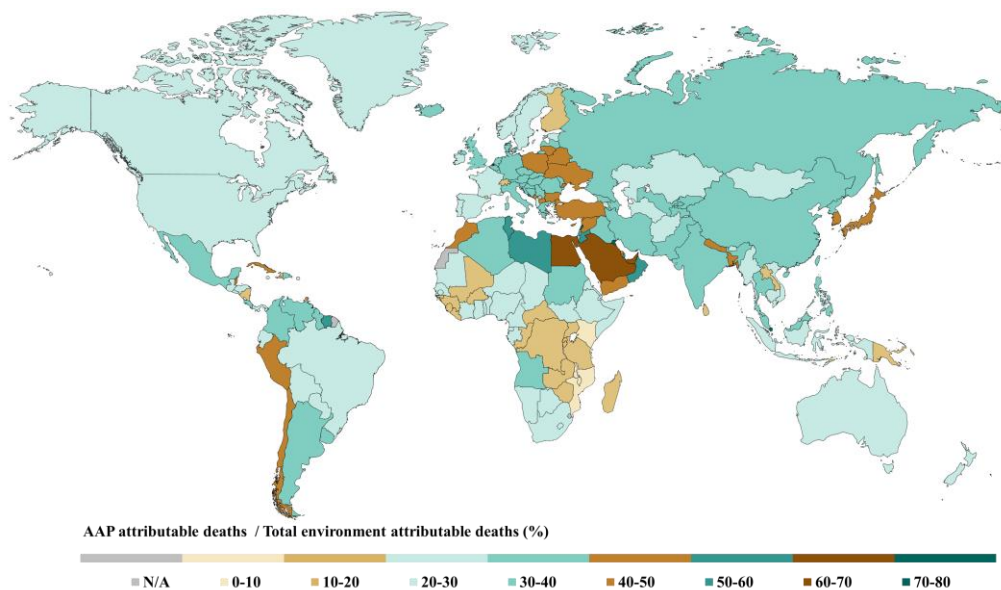 AAP attributable deaths / Total environment attributable deaths (%)
N/A 0-10 10-20 20-30 30-40 40-50 50-60 60-70 70-80